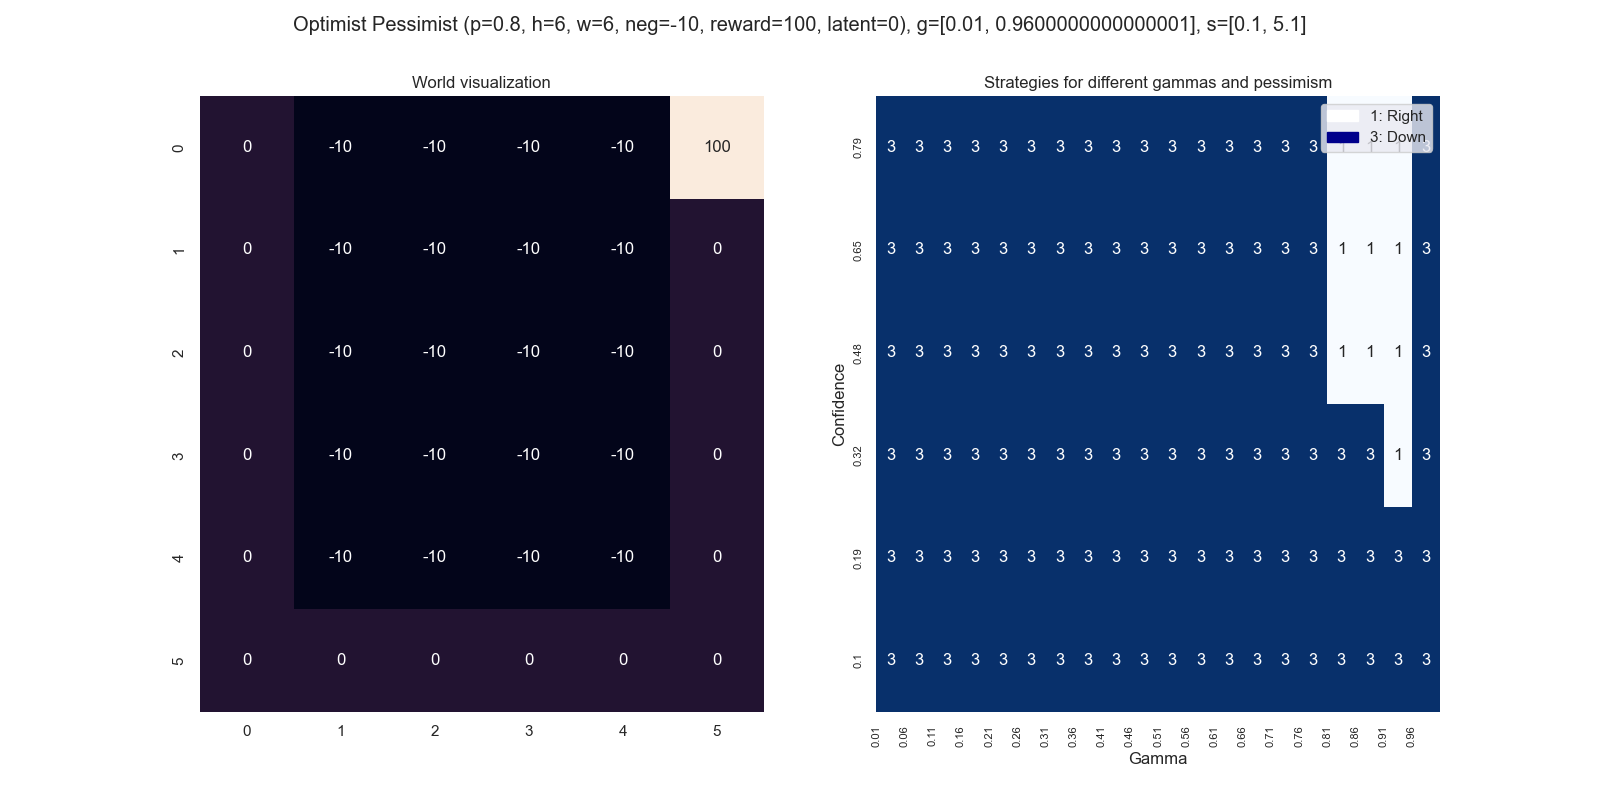 Optimist Pessimist (p=0.8, h=6, w=6, neg=-10, reward=100, latent=0), g=[0.01, 0.9600000000000001], s=[0.1, 5.1]
World visualization
0 0 -10 -10 -10 -10 100
1 0 -10 -10 -10 -10 0
2 0 -10 -10 -10 -10 0
3 0 -10 -10 -10 -10 0
4 0 -10 -10 -10 -10 0
5 0 0 0 0 0 0
0 1 2 3 4 5
Strategies for different gammas and pessimism
1: Right
3: Down
Confidence
0.79 3 3 3 3 3 3 3 3 3 3 3 3 3 3 3 3 1 1 1 3
0.65 3 3 3 3 3 3 3 3 3 3 3 3 3 3 3 3 1 1 1 3
0.48 3 3 3 3 3 3 3 3 3 3 3 3 3 3 3 3 1 1 1 3
0.32 3 3 3 3 3 3 3 3 3 3 3 3 3 3 3 3 3 3 1 3
0.19 3 3 3 3 3 3 3 3 3 3 3 3 3 3 3 3 3 3 3 3
0.1 3 3 3 3 3 3 3 3 3 3 3 3 3 3 3 3 3 3 3 3
0.01 0.06 0.11 0.16 0.21 0.26 0.31 0.36 0.41 0.46 0.51 0.56 0.61 0.66 0.71 0.76 0.81 0.86 0.91 0.96
Gamma